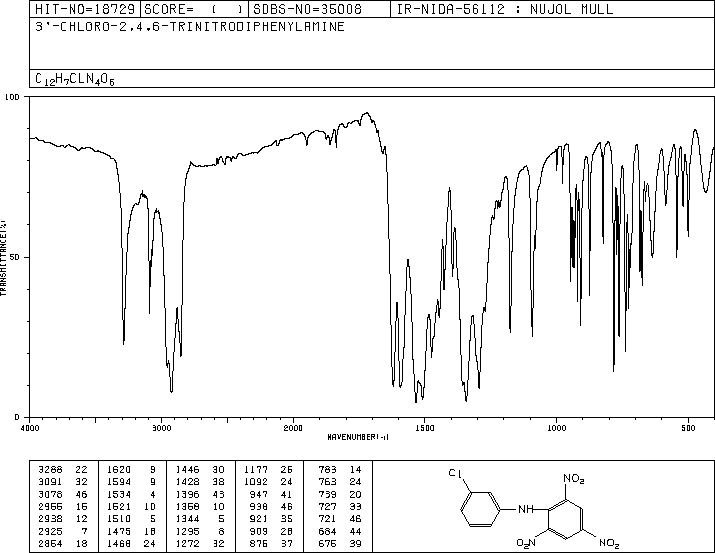 HIT-NO=18729 SCORE= ( ) SDBS-NO=35008 IR-NIDA-56112 : NUJOL MULL
3'-CHLORO-2,4,6-TRINITRODIPHENYLAMINE
C12H7CLN4O6
100
50
0
TRANSMITTANCE(%)
4000 3000 2000 1500 1000 500
WAVENUMBER(-1)
3288 22 1620 9 1446 30 1177 26 783 14
3091 32 1594 9 1428 38 1092 24 763 24
3078 46 1534 4 1396 43 947 41 739 20
2955 15 1521 10 1358 10 938 46 727 33
2938 12 1510 5 1344 5 921 35 721 46
2925 7 1475 18 1295 8 909 28 684 44
2854 18 1468 24 1272 32 875 37 675 39
Cl
NO2
NH
O2N
NO2